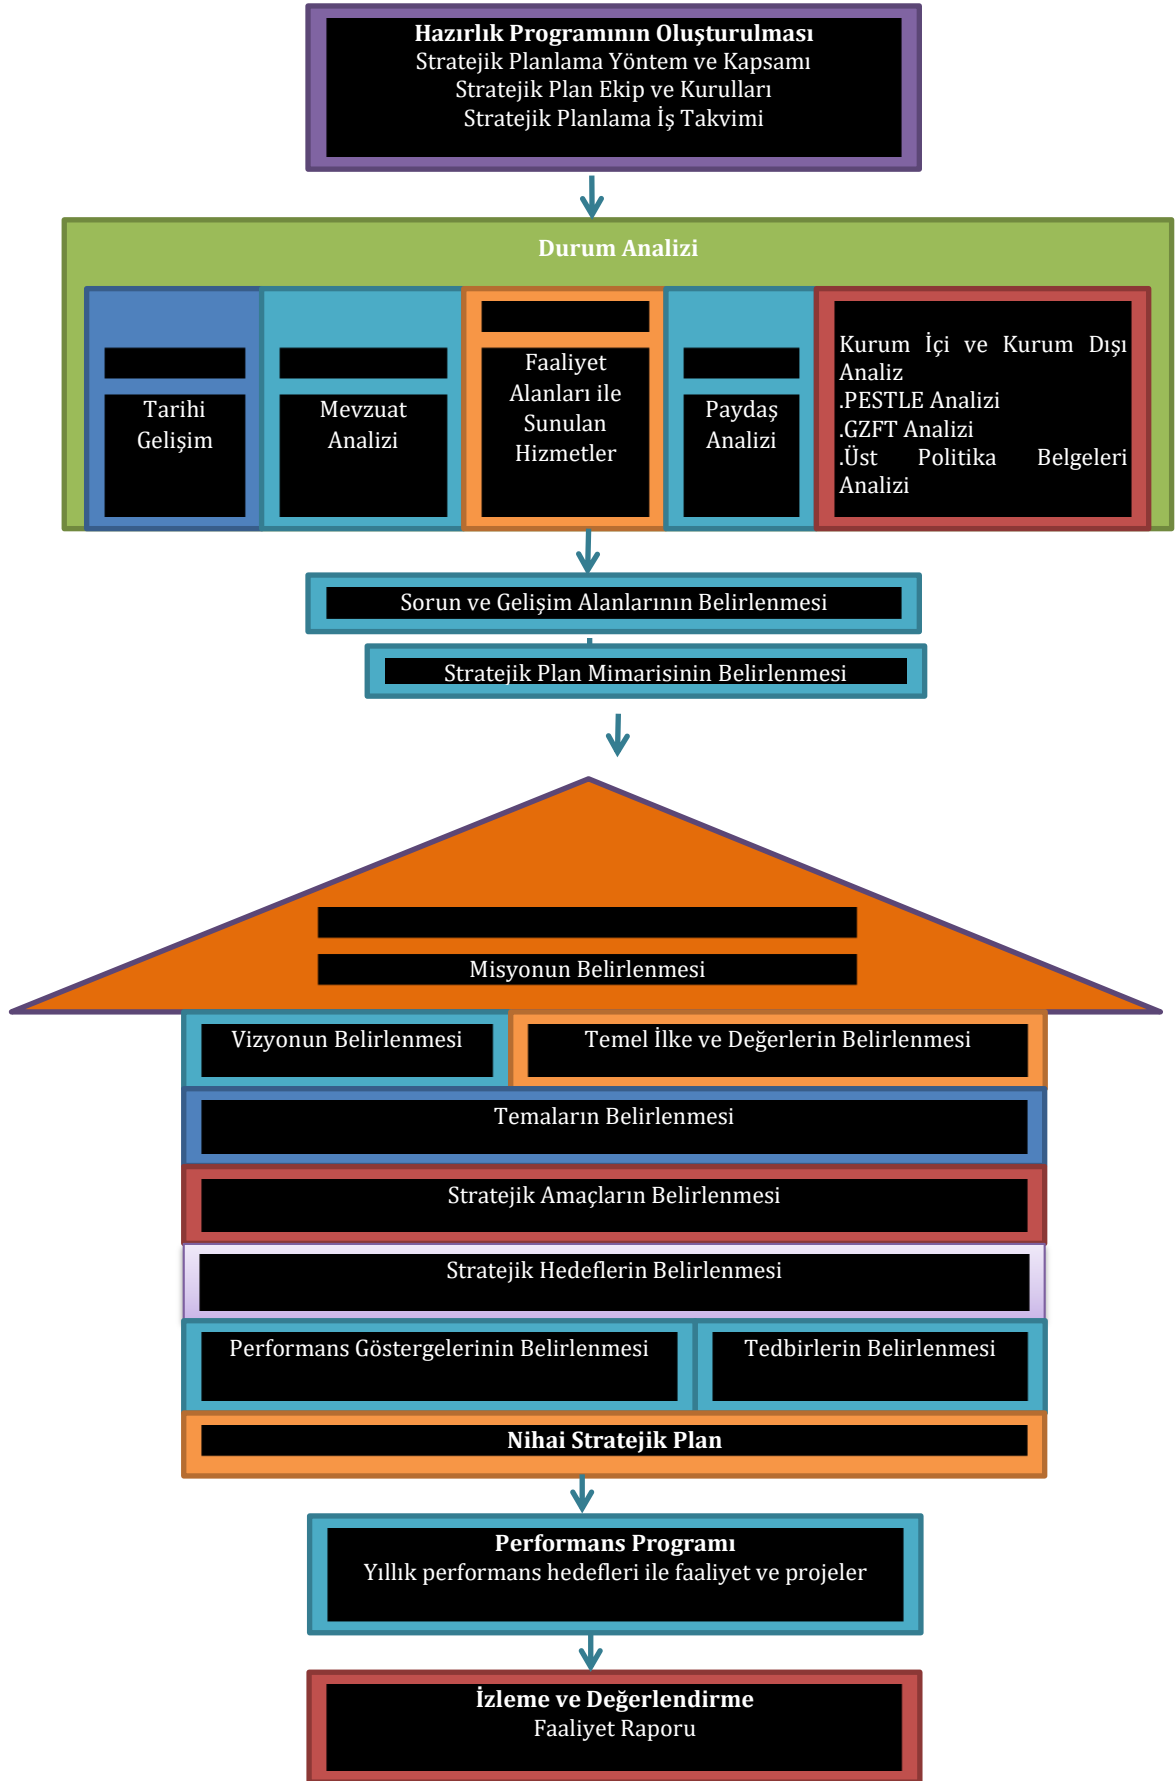 Hazırlık Programının Oluşturulması
Stratejik Planlama Yöntem ve Kapsamı
Stratejik Plan Ekip ve Kurulları
Stratejik Planlama İş Takvimi
Durum Analizi
Tarihi
Gelişim
Mevzuat
Analizi
Faaliyet
Alanları ile
Sunulan
Hizmetler
Paydaş
Analizi
Kurum İçi ve Kurum Dışı
Analiz
.PESTLE Analizi
.GZFT Analizi
.Üst Politika Belgeleri
Analizi
Sorun ve Gelişim Alanlarının Belirlenmesi
Stratejik Plan Mimarisinin Belirlenmesi
Misyonun Belirlenmesi
Vizyonun Belirlenmesi
Temel İlke ve Değerlerin Belirlenmesi
Temaların Belirlenmesi
Stratejik Amaçların Belirlenmesi
Stratejik Hedeflerin Belirlenmesi
Performans Göstergelerinin Belirlenmesi
Tedbirlerin Belirlenmesi
Nihai Stratejik Plan
Performans Programı
Yıllık performans hedefleri ile faaliyet ve projeler
İzleme ve Değerlendirme
Faaliyet Raporu